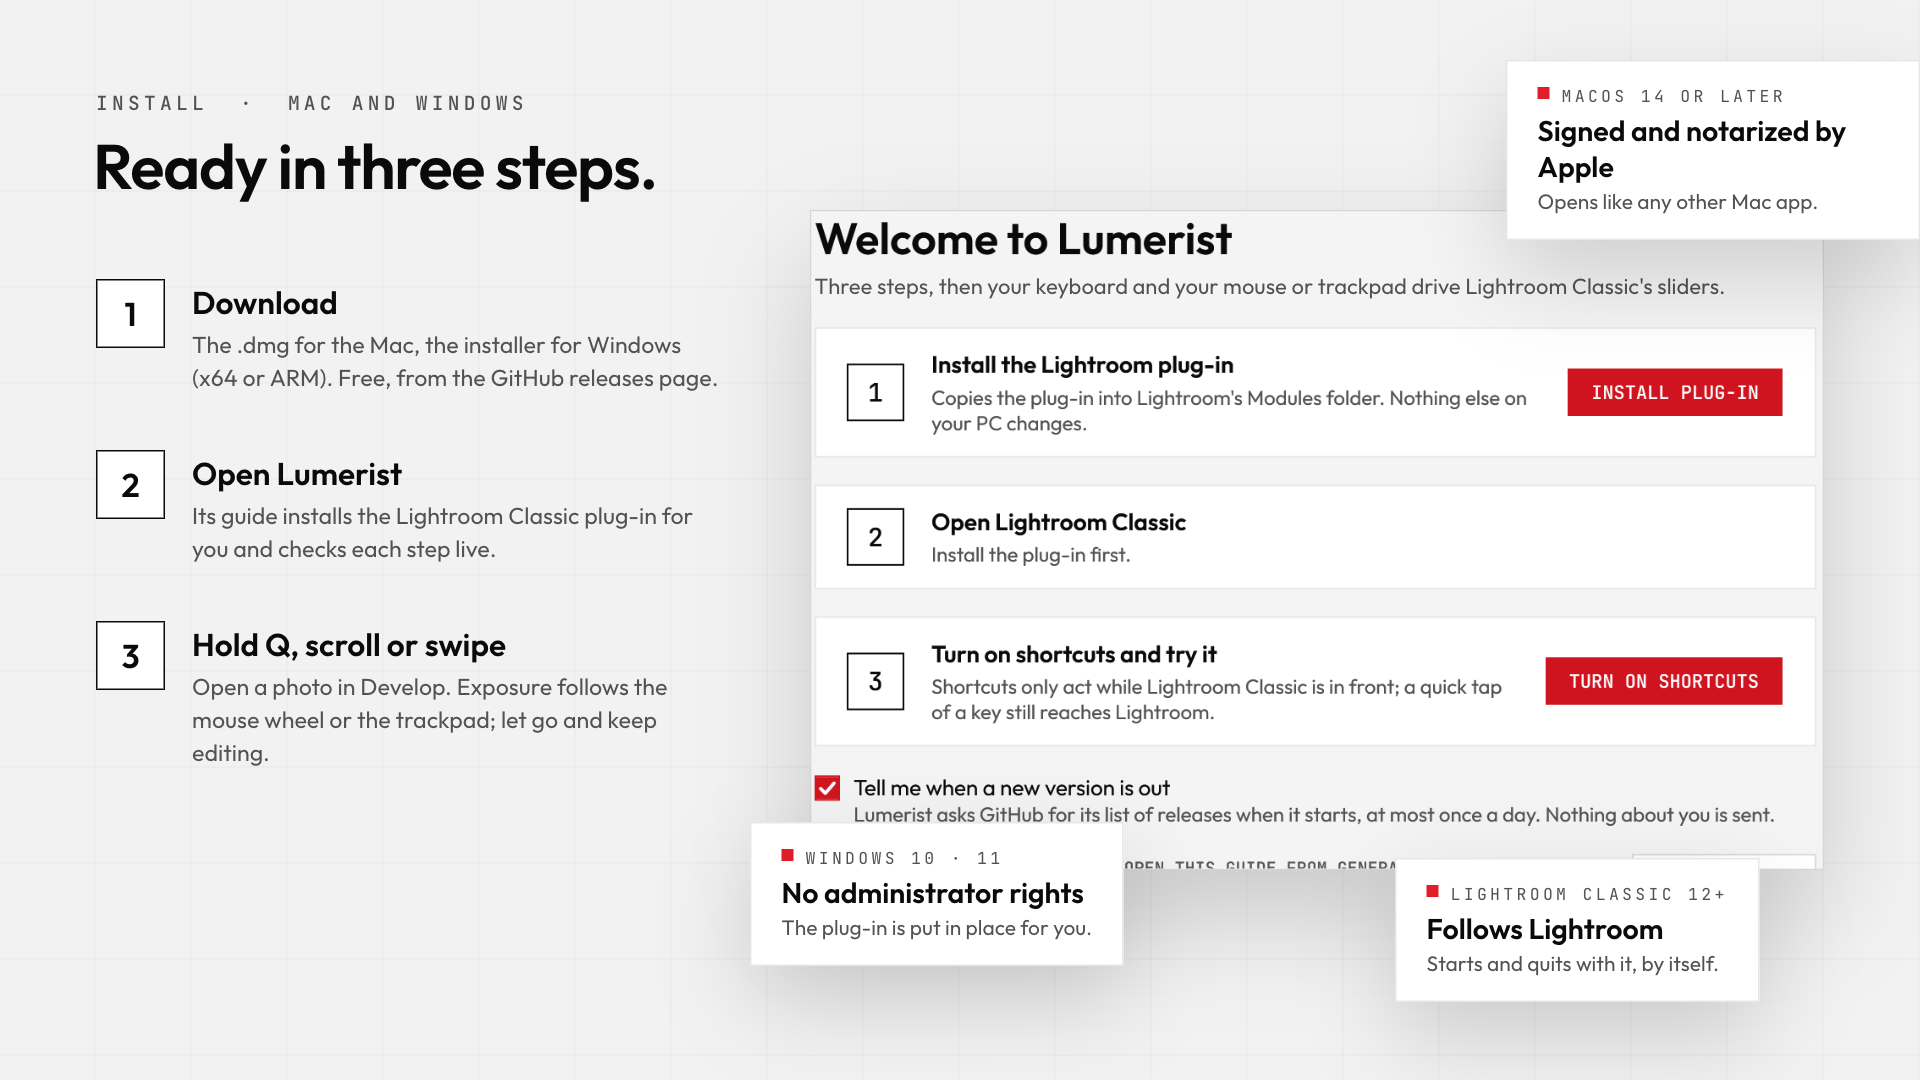 INSTALL · MAC AND WINDOWS
Ready in three steps.
1
Download
The .dmg for the Mac, the installer for Windows
(x64 or ARM). Free, from the GitHub releases page.
2
Open Lumerist
Its guide installs the Lightroom Classic plug-in for
you and checks each step live.
3
Hold Q, scroll or swipe
Open a photo in Develop. Exposure follows the
mouse wheel or the trackpad; let go and keep
editing.
MACOS 14 OR LATER
Signed and notarized by
Apple
Opens like any other Mac app.
Welcome to Lumerist
Three steps, then your keyboard and your mouse or trackpad drive Lightroom Classic's sliders.
1
Install the Lightroom plug-in
Copies the plug-in into Lightroom's Modules folder. Nothing else on
your PC changes.
INSTALL PLUG-IN
2
Open Lightroom Classic
Install the plug-in first.
3
Turn on shortcuts and try it
Shortcuts only act while Lightroom Classic is in front; a quick tap
of a key still reaches Lightroom.
TURN ON SHORTCUTS
Tell me when a new version is out
Lumerist asks GitHub for its list of releases when it starts, at most once a day. Nothing about you is sent.
OPEN THIS GUIDE FROM
WINDOWS 10 · 11
No administrator rights
The plug-in is put in place for you.
LIGHTROOM CLASSIC 12+
Follows Lightroom
Starts and quits with it, by itself.